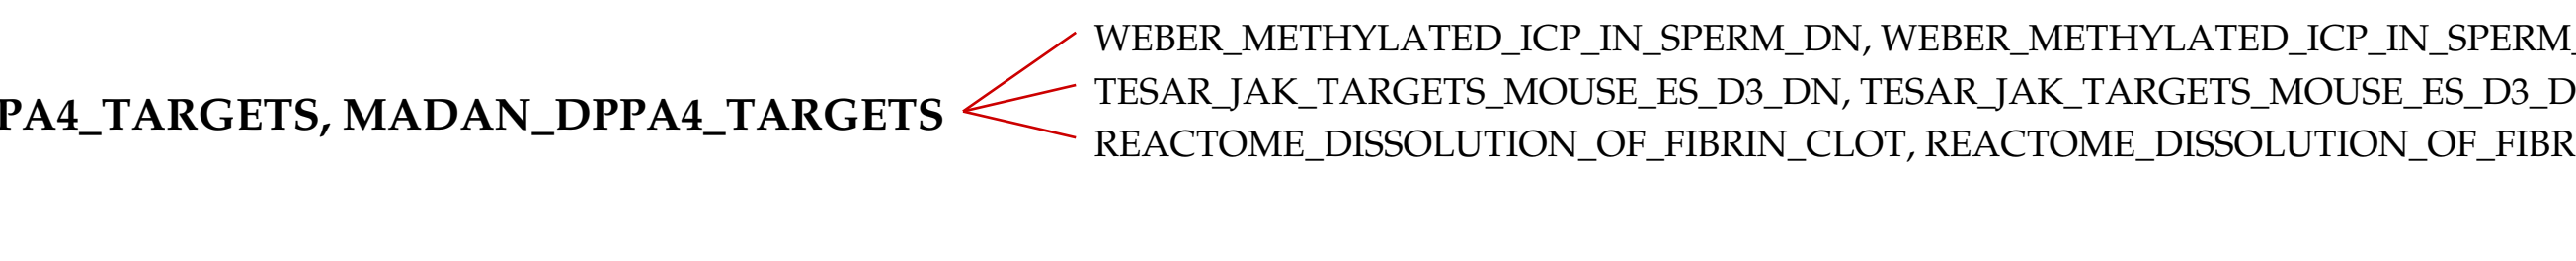 PA4_TARGETS, MADAN_DPPA4_TARGETS
WEBER_METHYLATED_ICP_IN_SPERM_DN, WEBER_METHYLATED_ICP_IN_SPERM_
TESAR_JAK_TARGETS_MOUSE_ES_D3_DN, TESAR_JAK_TARGETS_MOUSE_ES_D3_D
REACTOME_DISSOLUTION_OF_FIBRIN_CLOT, REACTOME_DISSOLUTION_OF_FIBR